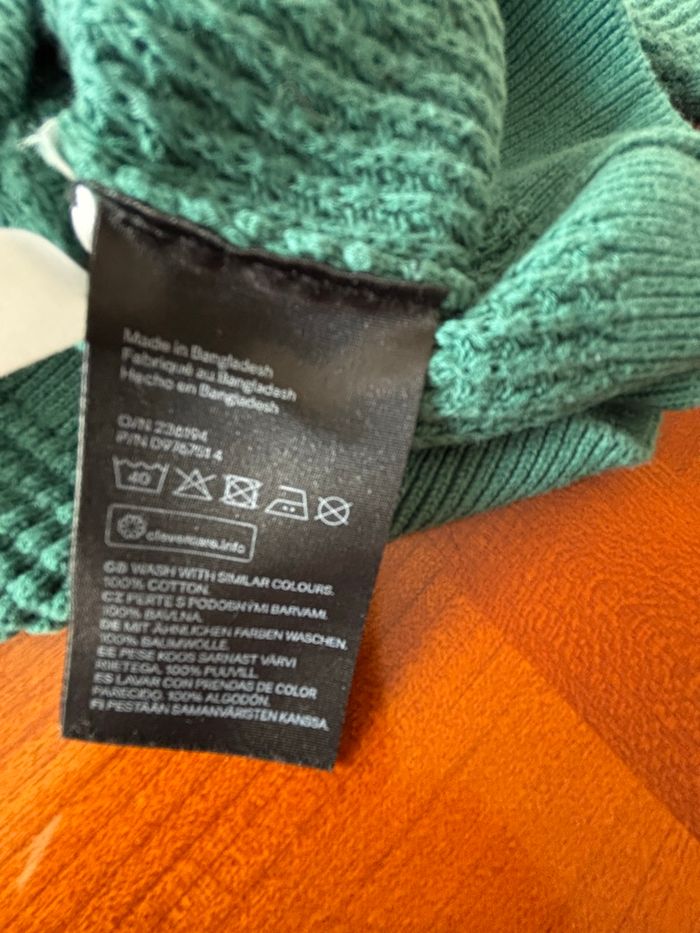 Made in Bangladesh
Fabriqué au Bangladesh
Hecho en Bangladesh
O/N 238194
P/N
40
clevercare.info
GB WASH WITH SIMILAR COLOURS.
100% COTTON.
CZ PERTE S PODOBNÝMI BARVAMI.
100% BAVLNA.
DE MIT ÄHNLICHEN FARBEN WASCHEN.
100% BAUMWOLLE.
EE PESE KOOS SARNAST VÄRVI
RIIETEGA. 100% PUUVILL
ES LAVAR CON PRENDAS DE COLOR
PARECIDO. 100% ALGODÓN.
FI PESTÄÄN SAMANVÄRISTEN KANSSA.